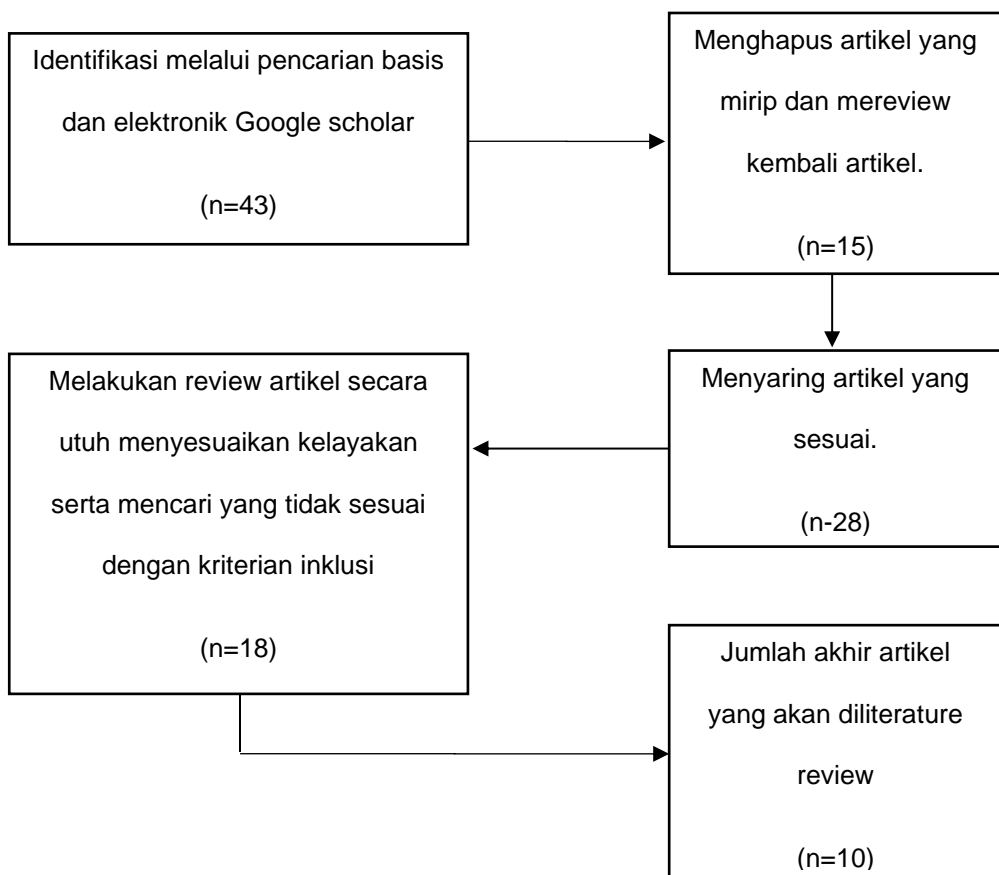 Identifikasi melalui pencarian basis
dan elektronik Google scholar
(n=43)
Menghapus artikel yang
mirip dan mereview
kembali artikel.
(n=15)
Menyaring artikel yang
sesuai.
(n-28)
Melakukan review artikel secara
utuh menyesuaikan kelayakan
serta mencari yang tidak sesuai
dengan kriterian inklusi
(n=18)
Jumlah akhir artikel
yang akan diliterature
review
(n=10)